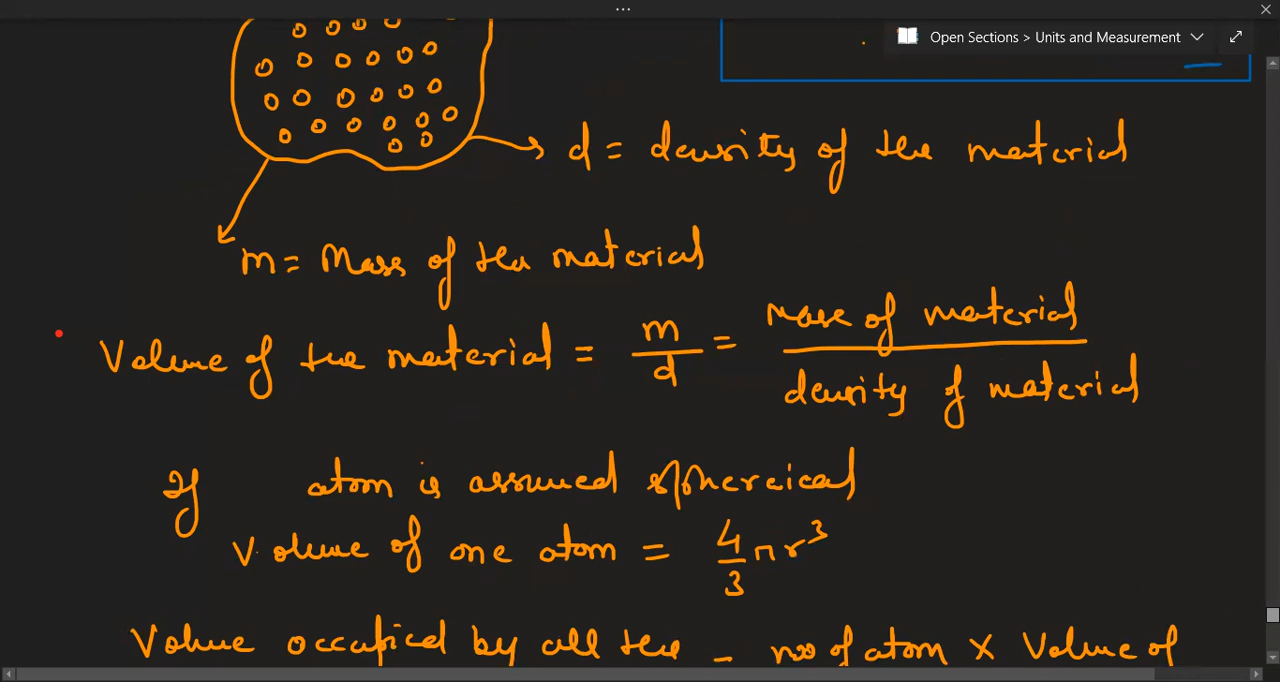 Open Sections > Units and Measurement
d = density of the material
m = Mass of the material
Volume of the material = m/d = Mass of material / density of material
If atom is assumed sphereical
Volume of one atom = 4/3 πr³
Volume occupied by all the = no of atom × Volume of